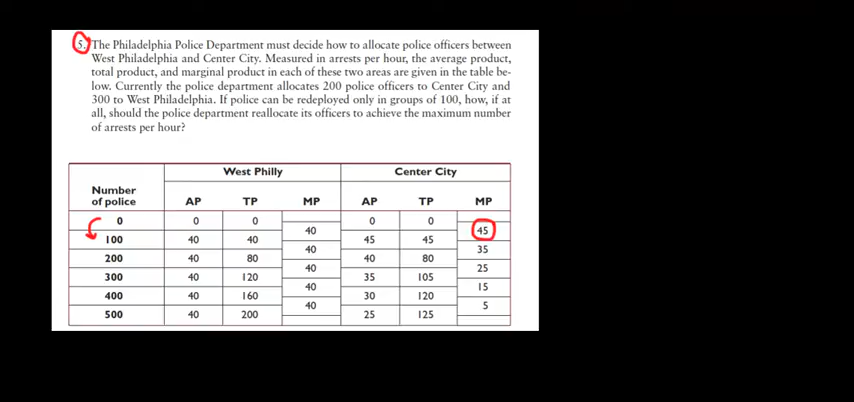 5. The Philadelphia Police Department must decide how to allocate police officers between
West Philadelphia and Center City. Measured in arrests per hour, the average product,
total product, and marginal product in each of these two areas are given in the table be-
low. Currently the police department allocates 200 police officers to Center City and
300 to West Philadelphia. If police can be redeployed only in groups of 100, how, if at
all, should the police department reallocate its officers to achieve the maximum number
of arrests per hour?
West Philly Center City
Number
of police AP TP MP AP TP MP
0 0 0 0 0
40 45
100 40 40 45 45
40 35
200 40 80 40 80
40 25
300 40 120 35 105
40 15
400 40 160 30 120
40 5
500 40 200 25 125